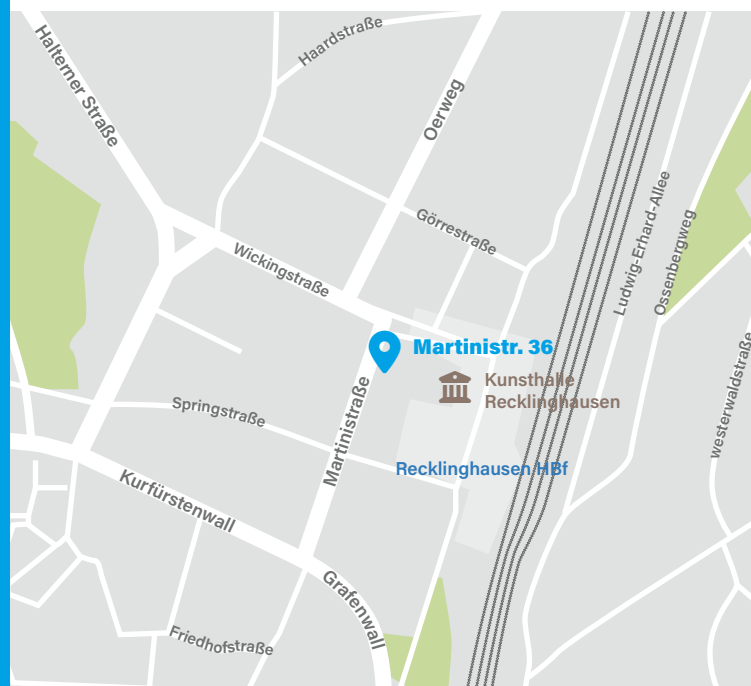 Haardstraße
Halterner Straße
Oerweg
Görrestraße
Ludwig-Erhard-Allee
Ossenbergweg
Wickingstraße
Martinistr. 36
Kunsthalle
Recklinghausen
westerwaldstraße
Martinistraße
Springstraße
Recklinghausen HBf
Kurfürstenwall
Grafenwall
Friedhofstraße